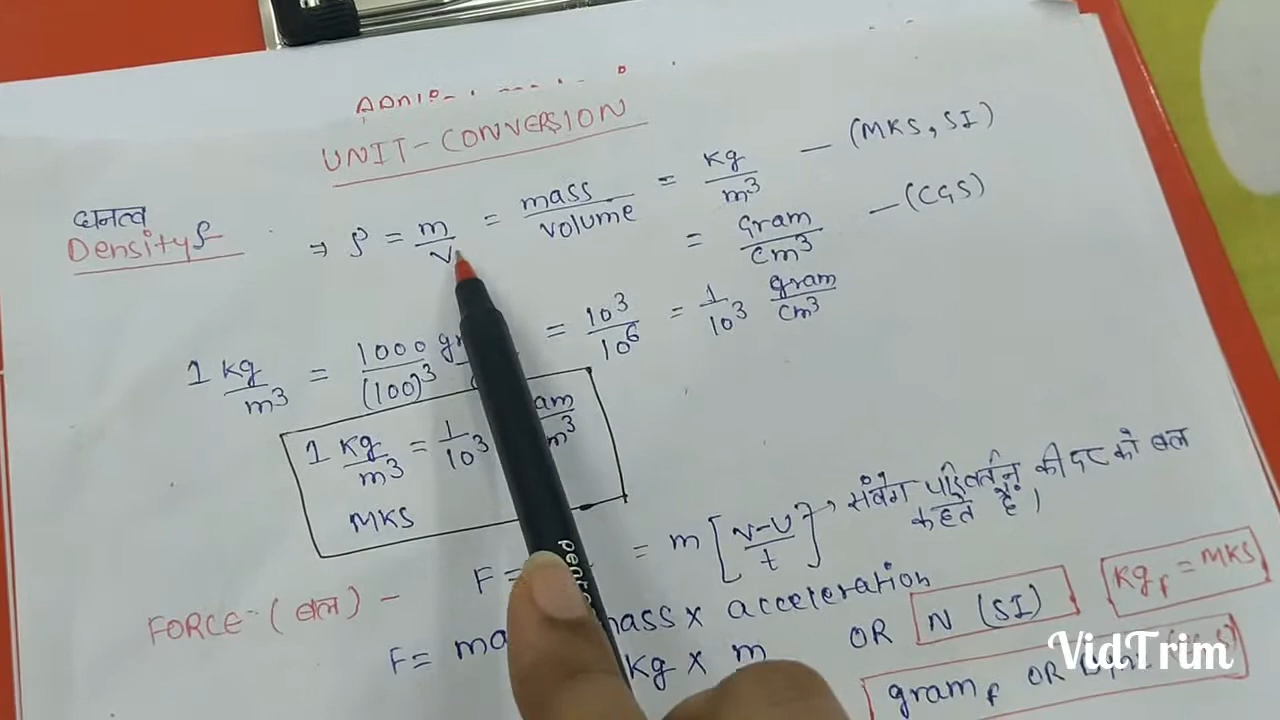 UNIT-CONVERSION
घनत्व
Density ρ ⇒ ρ = m/v = mass/volume = kg/m³ — (MKS, SI)
= Gram/cm³ — (CGS)
1 kg/m³ = 1000/(100)³ = 10³/10⁶ = 1/10³ gram/cm³
1 kg/m³ = 1/10³
MKS
F = = m [v-u/t] → संवेग परिवर्तन की दर को बल
कहते हैं।
FORCE-(बल) -
F = ma mass x acceleration
kg x m OR N (SI) kgf = MKS
gramf OR
VidTrim